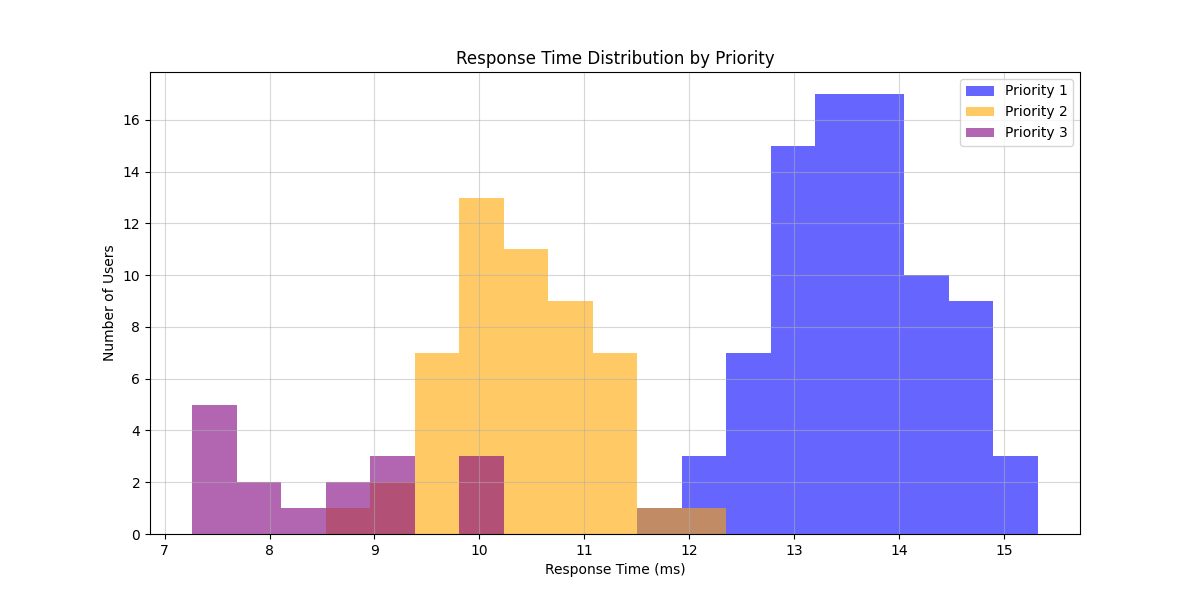 Response Time Distribution by Priority
Priority 1
Priority 2
Priority 3
Number of Users
16
14
12
10
8
6
4
2
0
7 8 9 10 11 12 13 14 15
Response Time (ms)